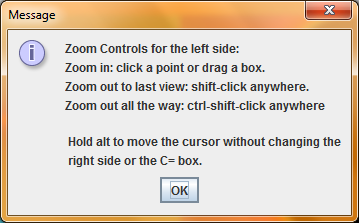 Message
Zoom Controls for the left side:
Zoom in: click a point or drag a box.
Zoom out to last view: shift-click anywhere.
Zoom out all the way: ctrl-shift-click anywhere
Hold alt to move the cursor without changing the
right side or the C= box.
OK